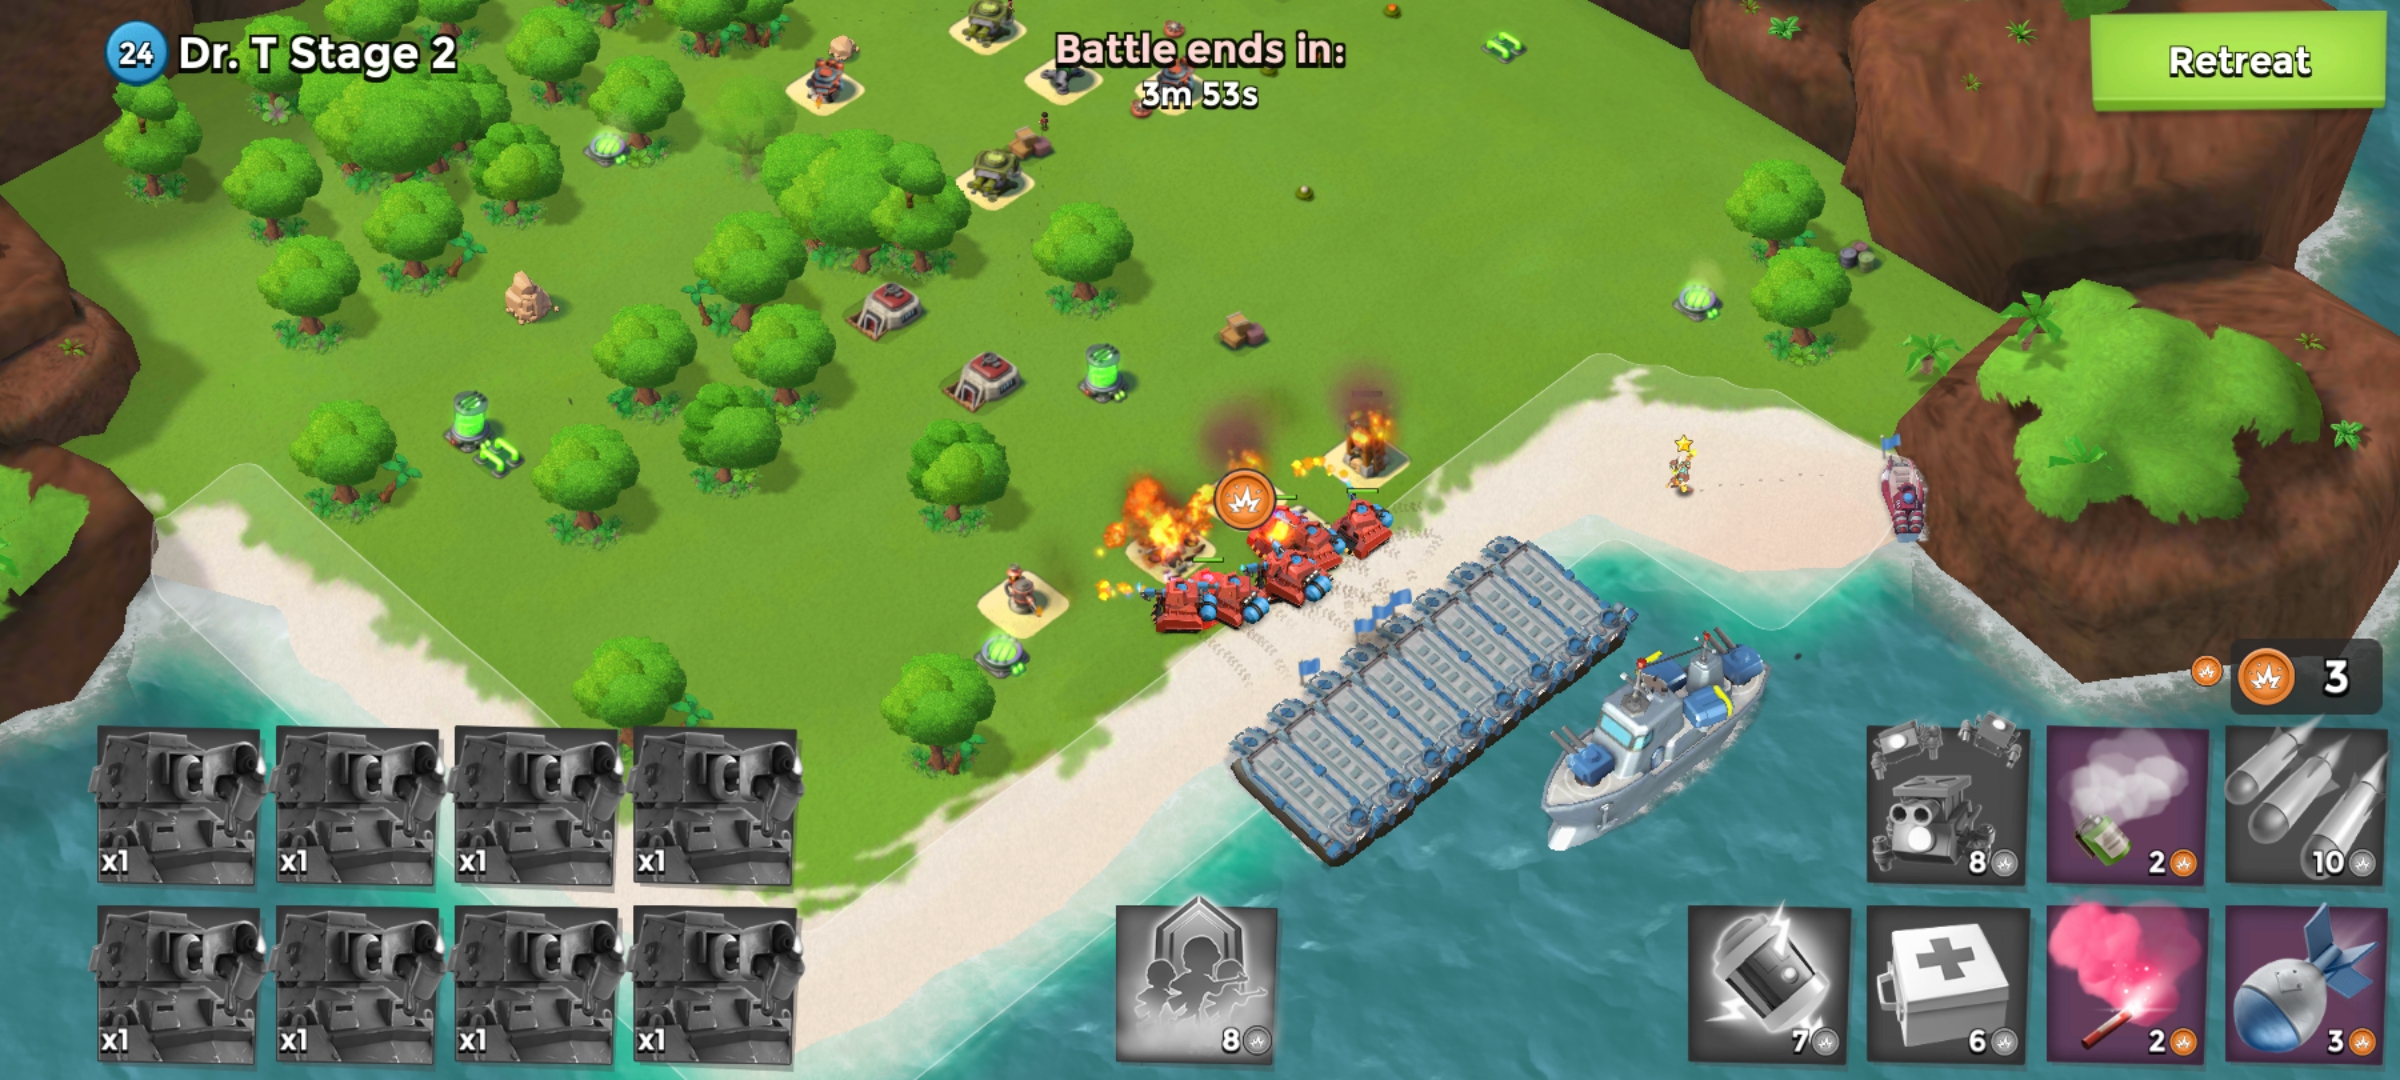 24 Dr. T Stage 2
Battle ends in:
3m 53s
Retreat
3
x1 x1 x1 x1
8 2 10
x1 x1 x1 x1
8
7 6 2 3